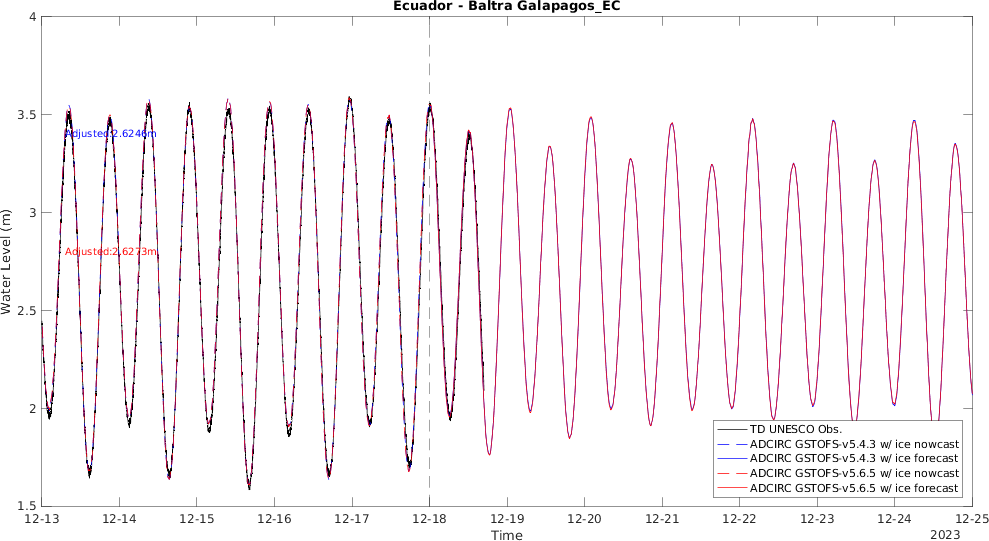 Ecuador - Baltra Galapagos_EC
4
3.5
3
2.5
2
1.5
Water Level (m)
Adjusted:2.6246m
Adjusted:2.6273m
TD UNESCO Obs.
ADCIRC GSTOFS-v5.4.3 w/ ice nowcast
ADCIRC GSTOFS-v5.4.3 w/ ice forecast
ADCIRC GSTOFS-v5.6.5 w/ ice nowcast
ADCIRC GSTOFS-v5.6.5 w/ ice forecast
12-13 12-14 12-15 12-16 12-17 12-18 12-19 12-20 12-21 12-22 12-23 12-24 12-25
Time
2023